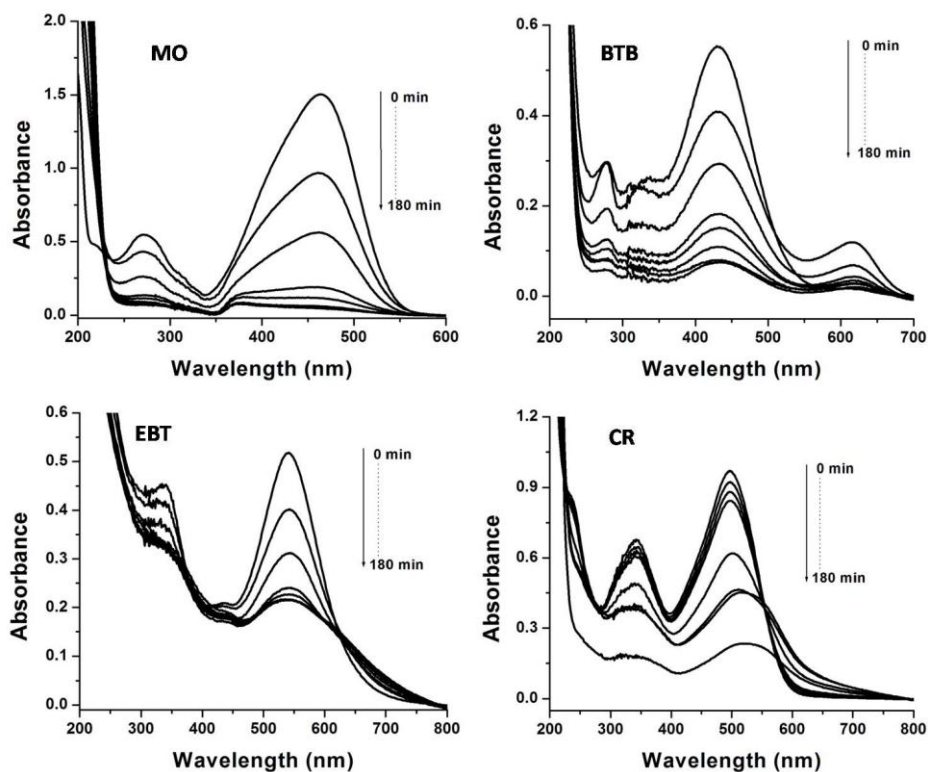 MO
0 min
180 min
2.0
1.5
1.0
0.5
0.0
200 300 400 500 600
Absorbance
Wavelength (nm)
BTB
0 min
180 min
0.6
0.4
0.2
0.0
200 300 400 500 600 700
Absorbance
Wavelength (nm)
EBT
0 min
180 min
0.6
0.5
0.4
0.3
0.2
0.1
0.0
200 300 400 500 600 700 800
Absorbance
Wavelength (nm)
CR
0 min
180 min
1.2
0.9
0.6
0.3
0.0
200 300 400 500 600 700 800
Absorbance
Wavelength (nm)